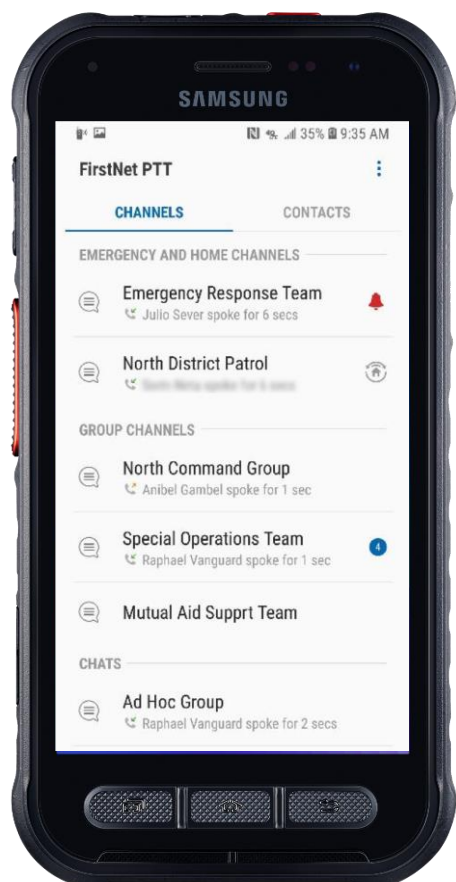 SAMSUNG
35% 9:35 AM
FirstNet PTT
CHANNELS CONTACTS
EMERGENCY AND HOME CHANNELS
Emergency Response Team
Julio Sever spoke for 6 secs
North District Patrol
GROUP CHANNELS
North Command Group
Anibel Gambel spoke for 1 sec
Special Operations Team
4
Raphael Vanguard spoke for 1 sec
Mutual Aid Supprt Team
CHATS
Ad Hoc Group
Raphael Vanguard spoke for 2 secs